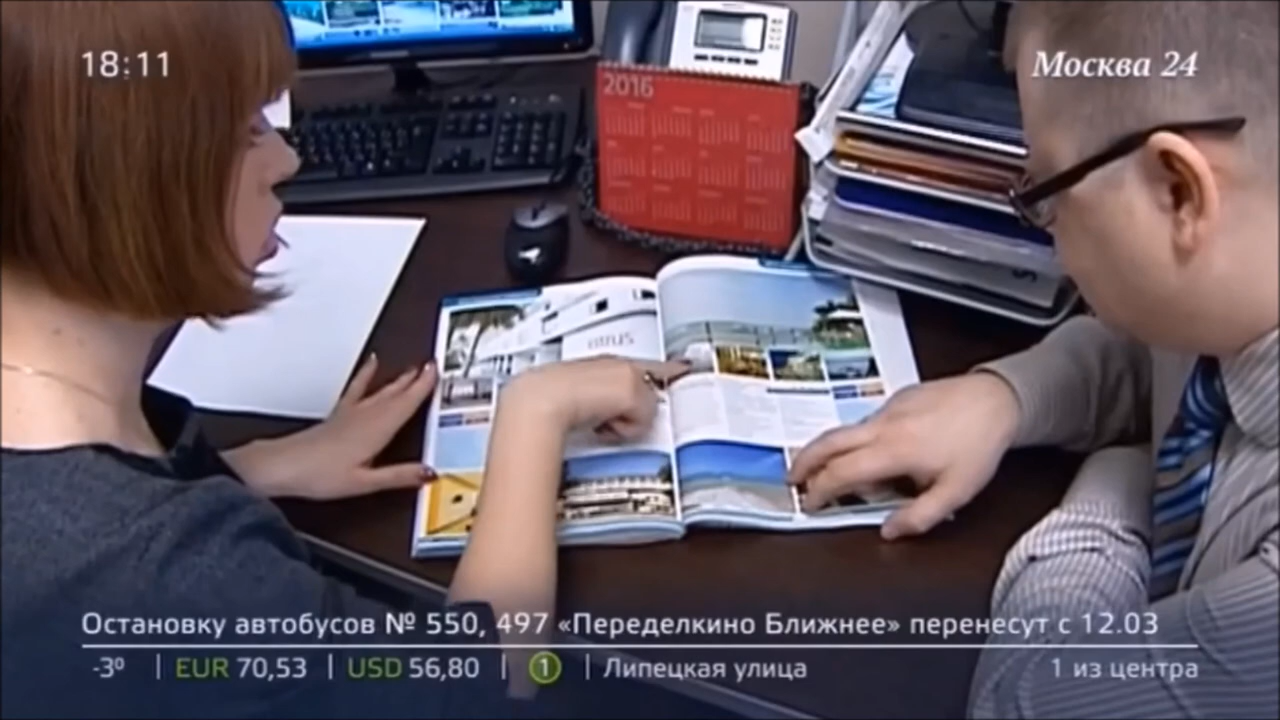 18:11
Москва 24
2016
Остановку автобусов № 550, 497 «Переделкино Ближнее» перенесут с 12.03
-3⁰ | EUR 70,53 | USD 56,80 | 1 | Липецкая улица 1 из центра